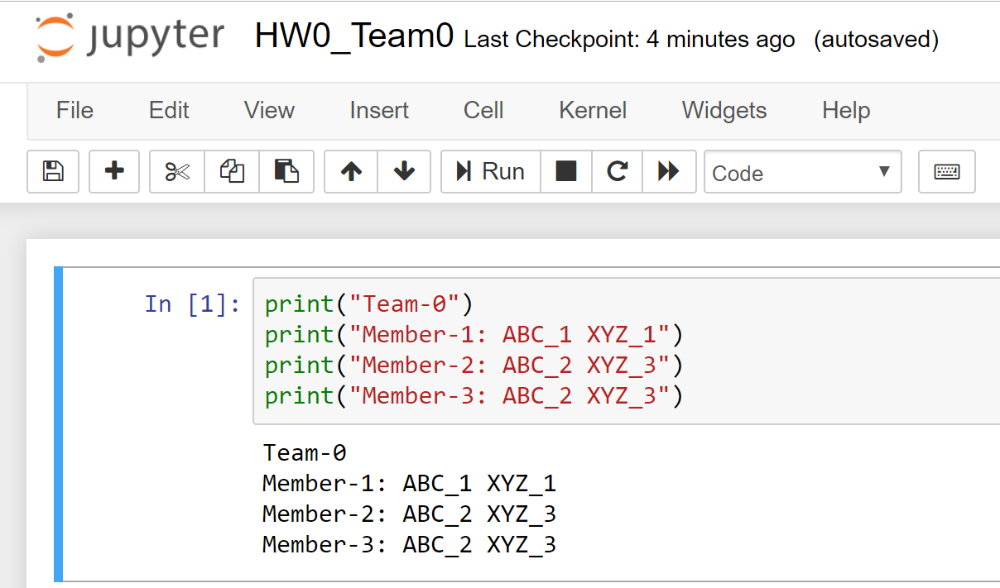 jupyter HW0_Team0 Last Checkpoint: 4 minutes ago (autosaved)
File Edit View Insert Cell Kernel Widgets Help
Run Code
In [1]: print("Team-0")
print("Member-1: ABC_1 XYZ_1")
print("Member-2: ABC_2 XYZ_3")
print("Member-3: ABC_2 XYZ_3")
Team-0
Member-1: ABC_1 XYZ_1
Member-2: ABC_2 XYZ_3
Member-3: ABC_2 XYZ_3